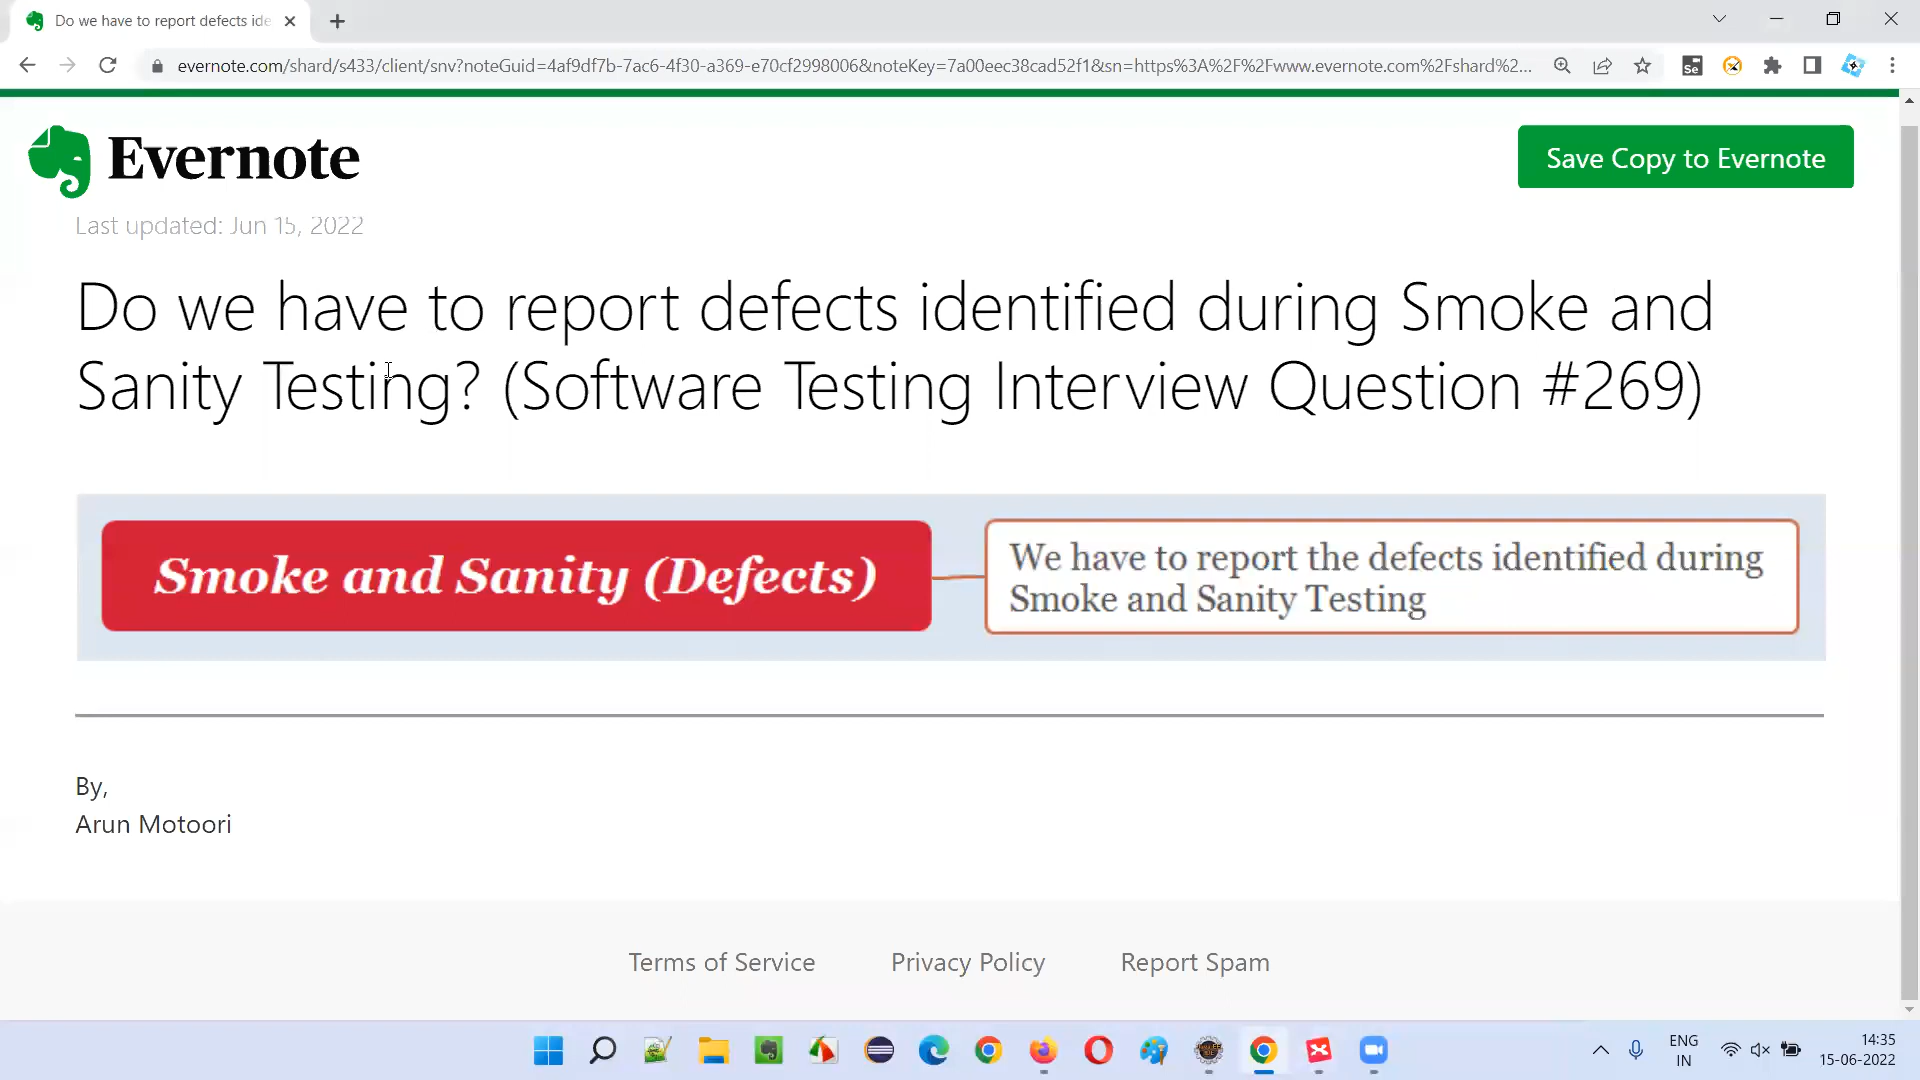 Do we have to report defects ide
evernote.com/shard/s433/client/snv?noteGuid=4af9df7b-7ac6-4f30-a369-e70cf2998006&noteKey=7a00eec38cad52f1&sn=https%3A%2F%2Fwww.evernote.com%2Fshard%2...
Se
Evernote
Save Copy to Evernote
Last updated: Jun 15, 2022
Do we have to report defects identified during Smoke and
Sanity Testing? (Software Testing Interview Question #269)
Smoke and Sanity (Defects)
We have to report the defects identified during
Smoke and Sanity Testing
By,
Arun Motoori
Terms of Service
Privacy Policy
Report Spam
ENG
IN
14:35
15-06-2022